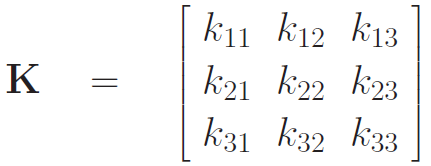 k₁₁ k₁₂ k₁₃
K = k₂₁ k₂₂ k₂₃
k₃₁ k₃₂ k₃₃